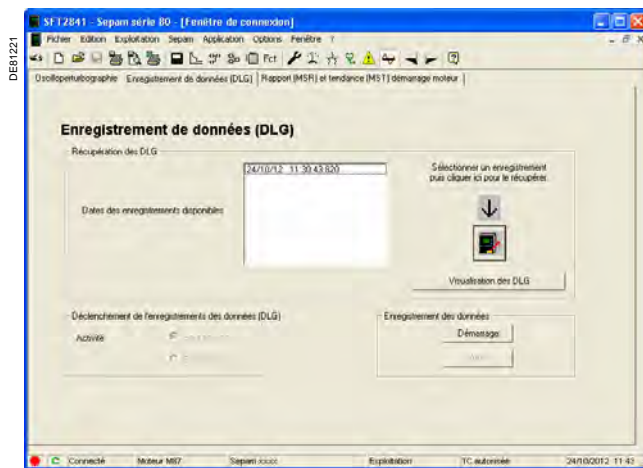 DE81221
SFT2841 - Sepam série 80 - [Fenêtre de connexion]
Fichier Edition Exploitation Sepam Application Options Fenêtre ?
Fct
Oscilloperturbographie Enregistrement de données (DLG) Rapport (MSR) et tendance (MST) démarrage moteur
Enregistrement de données (DLG)
Récupération des DLG
24/10/12 11:30:43:820
Sélectionner un enregistrement
puis cliquer ici pour le récupérer.
Dates des enregistrements disponibles
Visualisation des DLG
Déclenchement de l'enregistrements des données (DLG)
Enregistrement des données
Activité
Démarrage
Connecté Moteur M87 Sepam xxxx Exploitation TC autorisée 24/10/2012 11:43